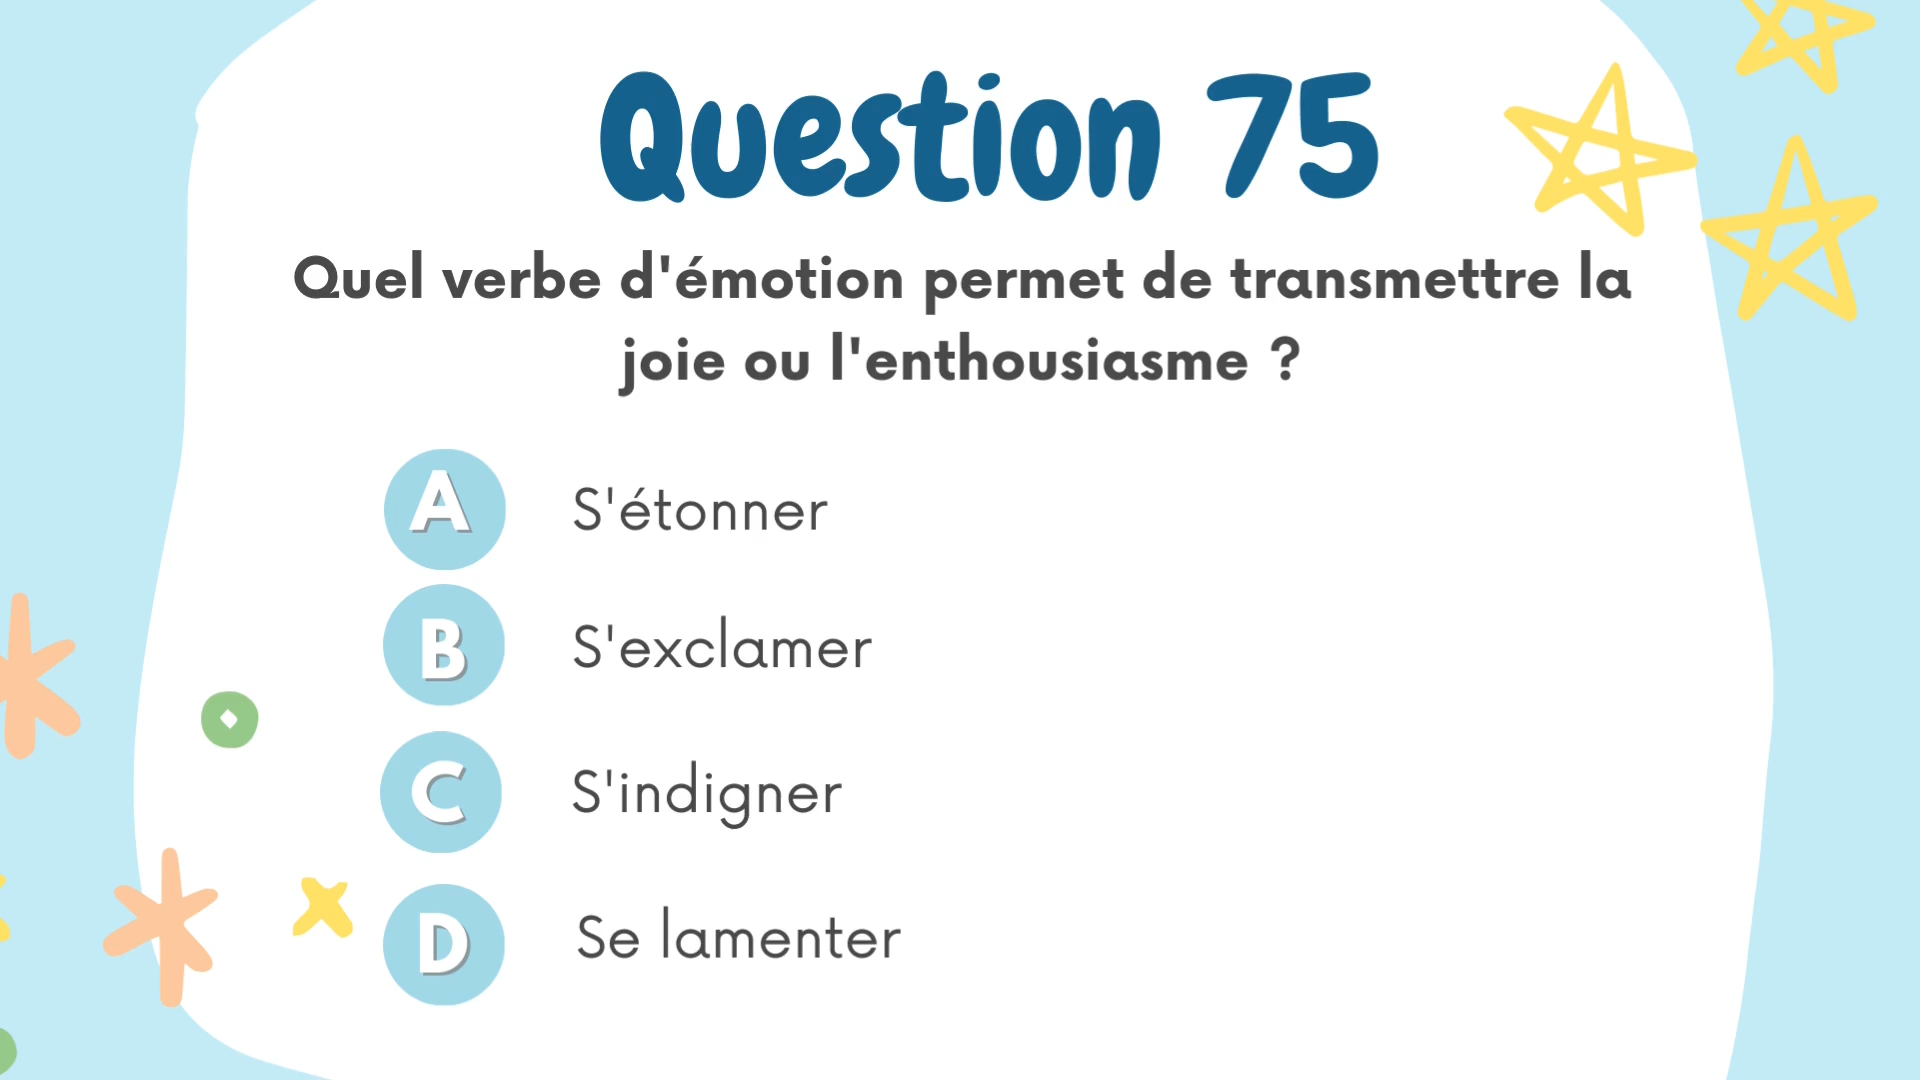 Question 75
Quel verbe d'émotion permet de transmettre la
joie ou l'enthousiasme ?
A S'étonner
B S'exclamer
C S'indigner
D Se lamenter